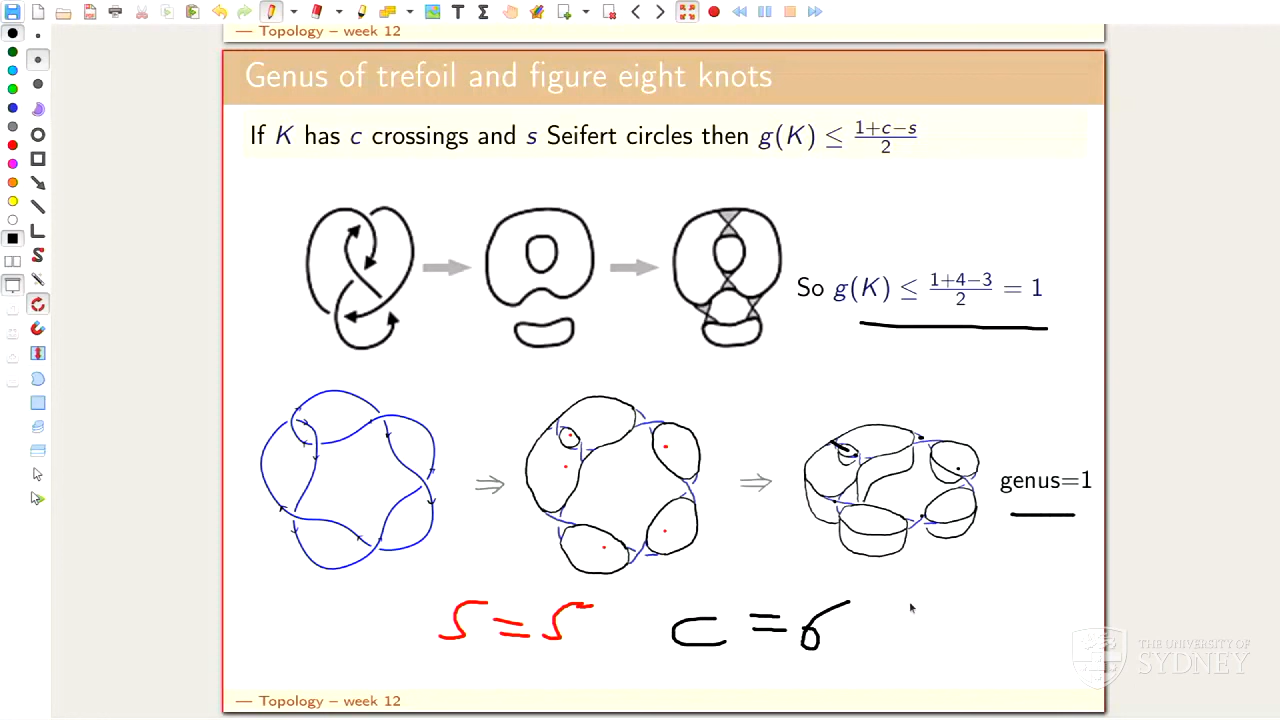 — Topology – week 12
Genus of trefoil and figure eight knots
If K has c crossings and s Seifert circles then g(K) ≤ (1+c−s)/2
So g(K) ≤ (1+4−3)/2 = 1
⇒ ⇒ genus=1
s = 5 c = 6
THE UNIVERSITY OF
SYDNEY
— Topology – week 12